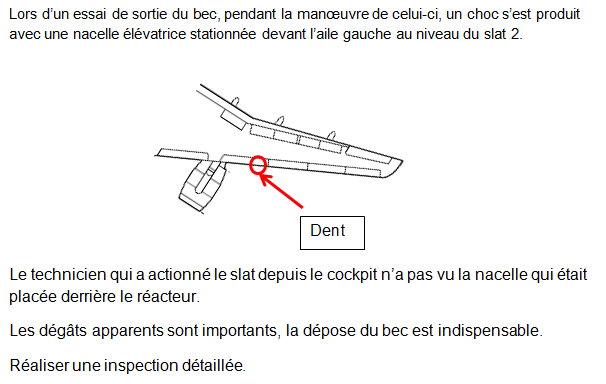 Lors d’un essai de sortie du bec, pendant la manœuvre de celui-ci, un choc s’est produit
avec une nacelle élévatrice stationnée devant l’aile gauche au niveau du slat 2.
Dent
Le technicien qui a actionné le slat depuis le cockpit n’a pas vu la nacelle qui était
placée derrière le réacteur.
Les dégâts apparents sont importants, la dépose du bec est indispensable.
Réaliser une inspection détaillée.